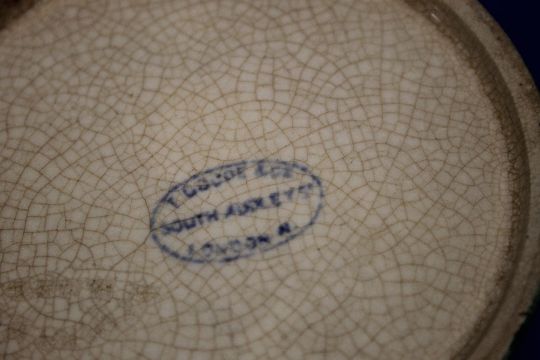 T. GOODE & Co
SOUTH AUDLEY ST
LONDON W.